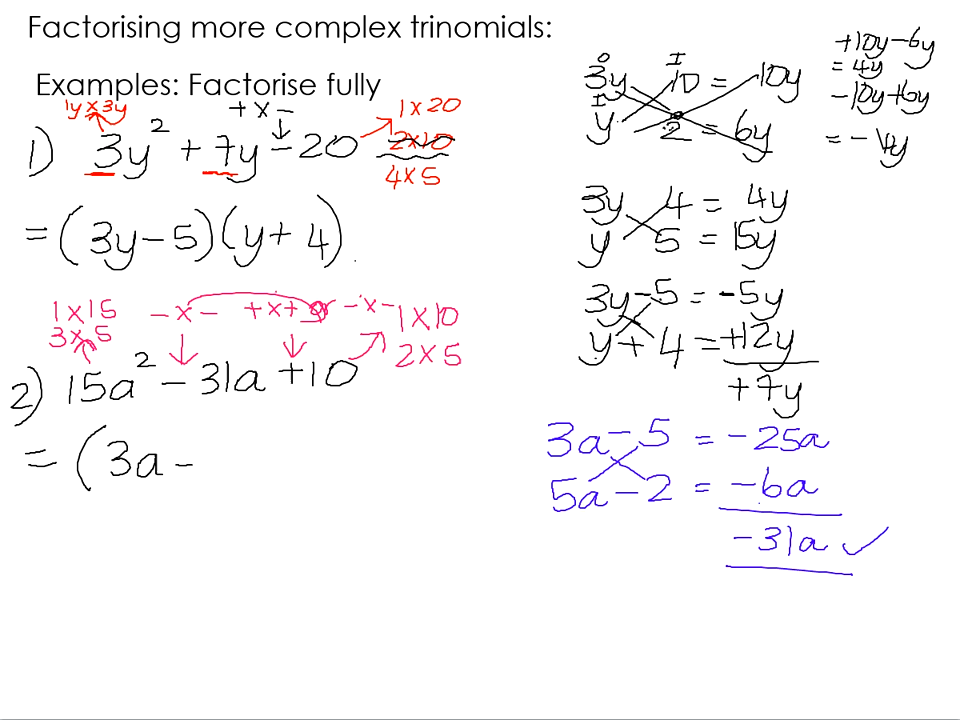 Factorising more complex trinomials:
Examples: Factorise fully
1y × 3y
+ × -
1 × 20
2 × 10
4 × 5
1) 3y² + 7y - 20
= (3y - 5)(y + 4).
1 × 15
3 × 5
- × -
+ × + or - × -
1 × 10
2 × 5
2) 15a² - 31a + 10
= (3a -
O I
3y 10 = 10y
I
y 2 = 6y
+10y - 6y
= 4y
-10y + 6y
= -4y
3y 4 = 4y
y 5 = 15y
3y - 5 = -5y
y + 4 = +12y
+7y
3a - 5 = -25a
5a - 2 = -6a
-31a ✓